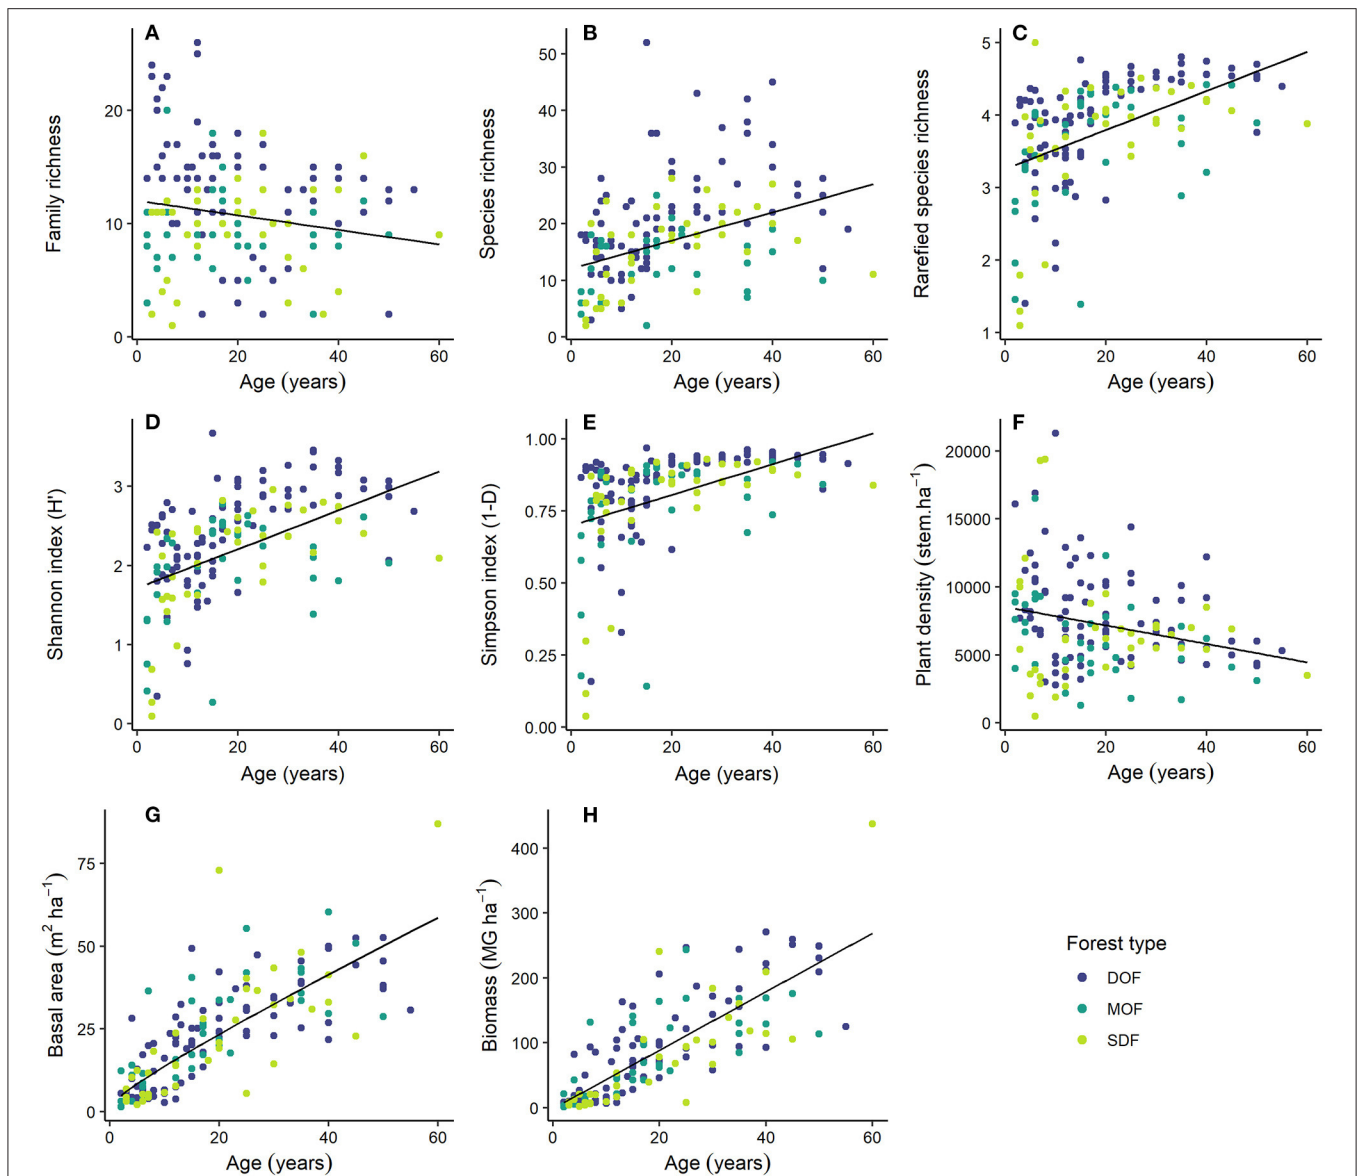 A
B
C
Family richness
20
10
0
0 20 40 60
Age (years)
Species richness
50
40
30
20
10
0
0 20 40 60
Age (years)
Rarefied species richness
5
4
3
2
1
0 20 40 60
Age (years)
D
E
F
Shannon index (H')
3
2
1
0
0 20 40 60
Age (years)
Simpson index (1-D)
1.00
0.75
0.50
0.25
0.00
0 20 40 60
Age (years)
Plant density (stem.ha⁻¹)
20000
15000
10000
5000
0
0 20 40 60
Age (years)
G
H
Basal area (m² ha⁻¹)
75
50
25
0
0 20 40 60
Age (years)
Biomass (MG ha⁻¹)
400
300
200
100
0
0 20 40 60
Age (years)
Forest type
DOF
MOF
SDF